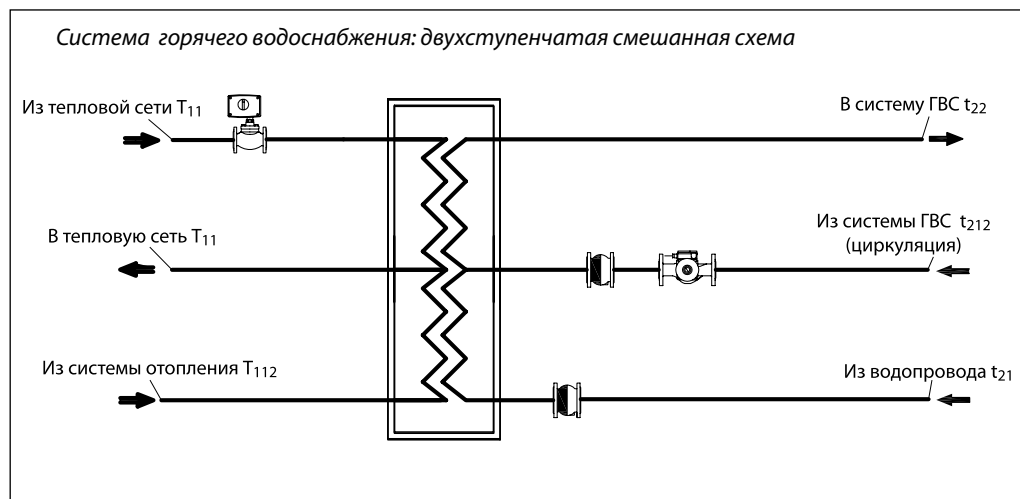 Система горячего водоснабжения: двухступенчатая смешанная схема
Из тепловой сети T11
В систему ГВС t22
В тепловую сеть T11
Из системы ГВС t212
(циркуляция)
Из системы отопления T112
Из водопровода t21